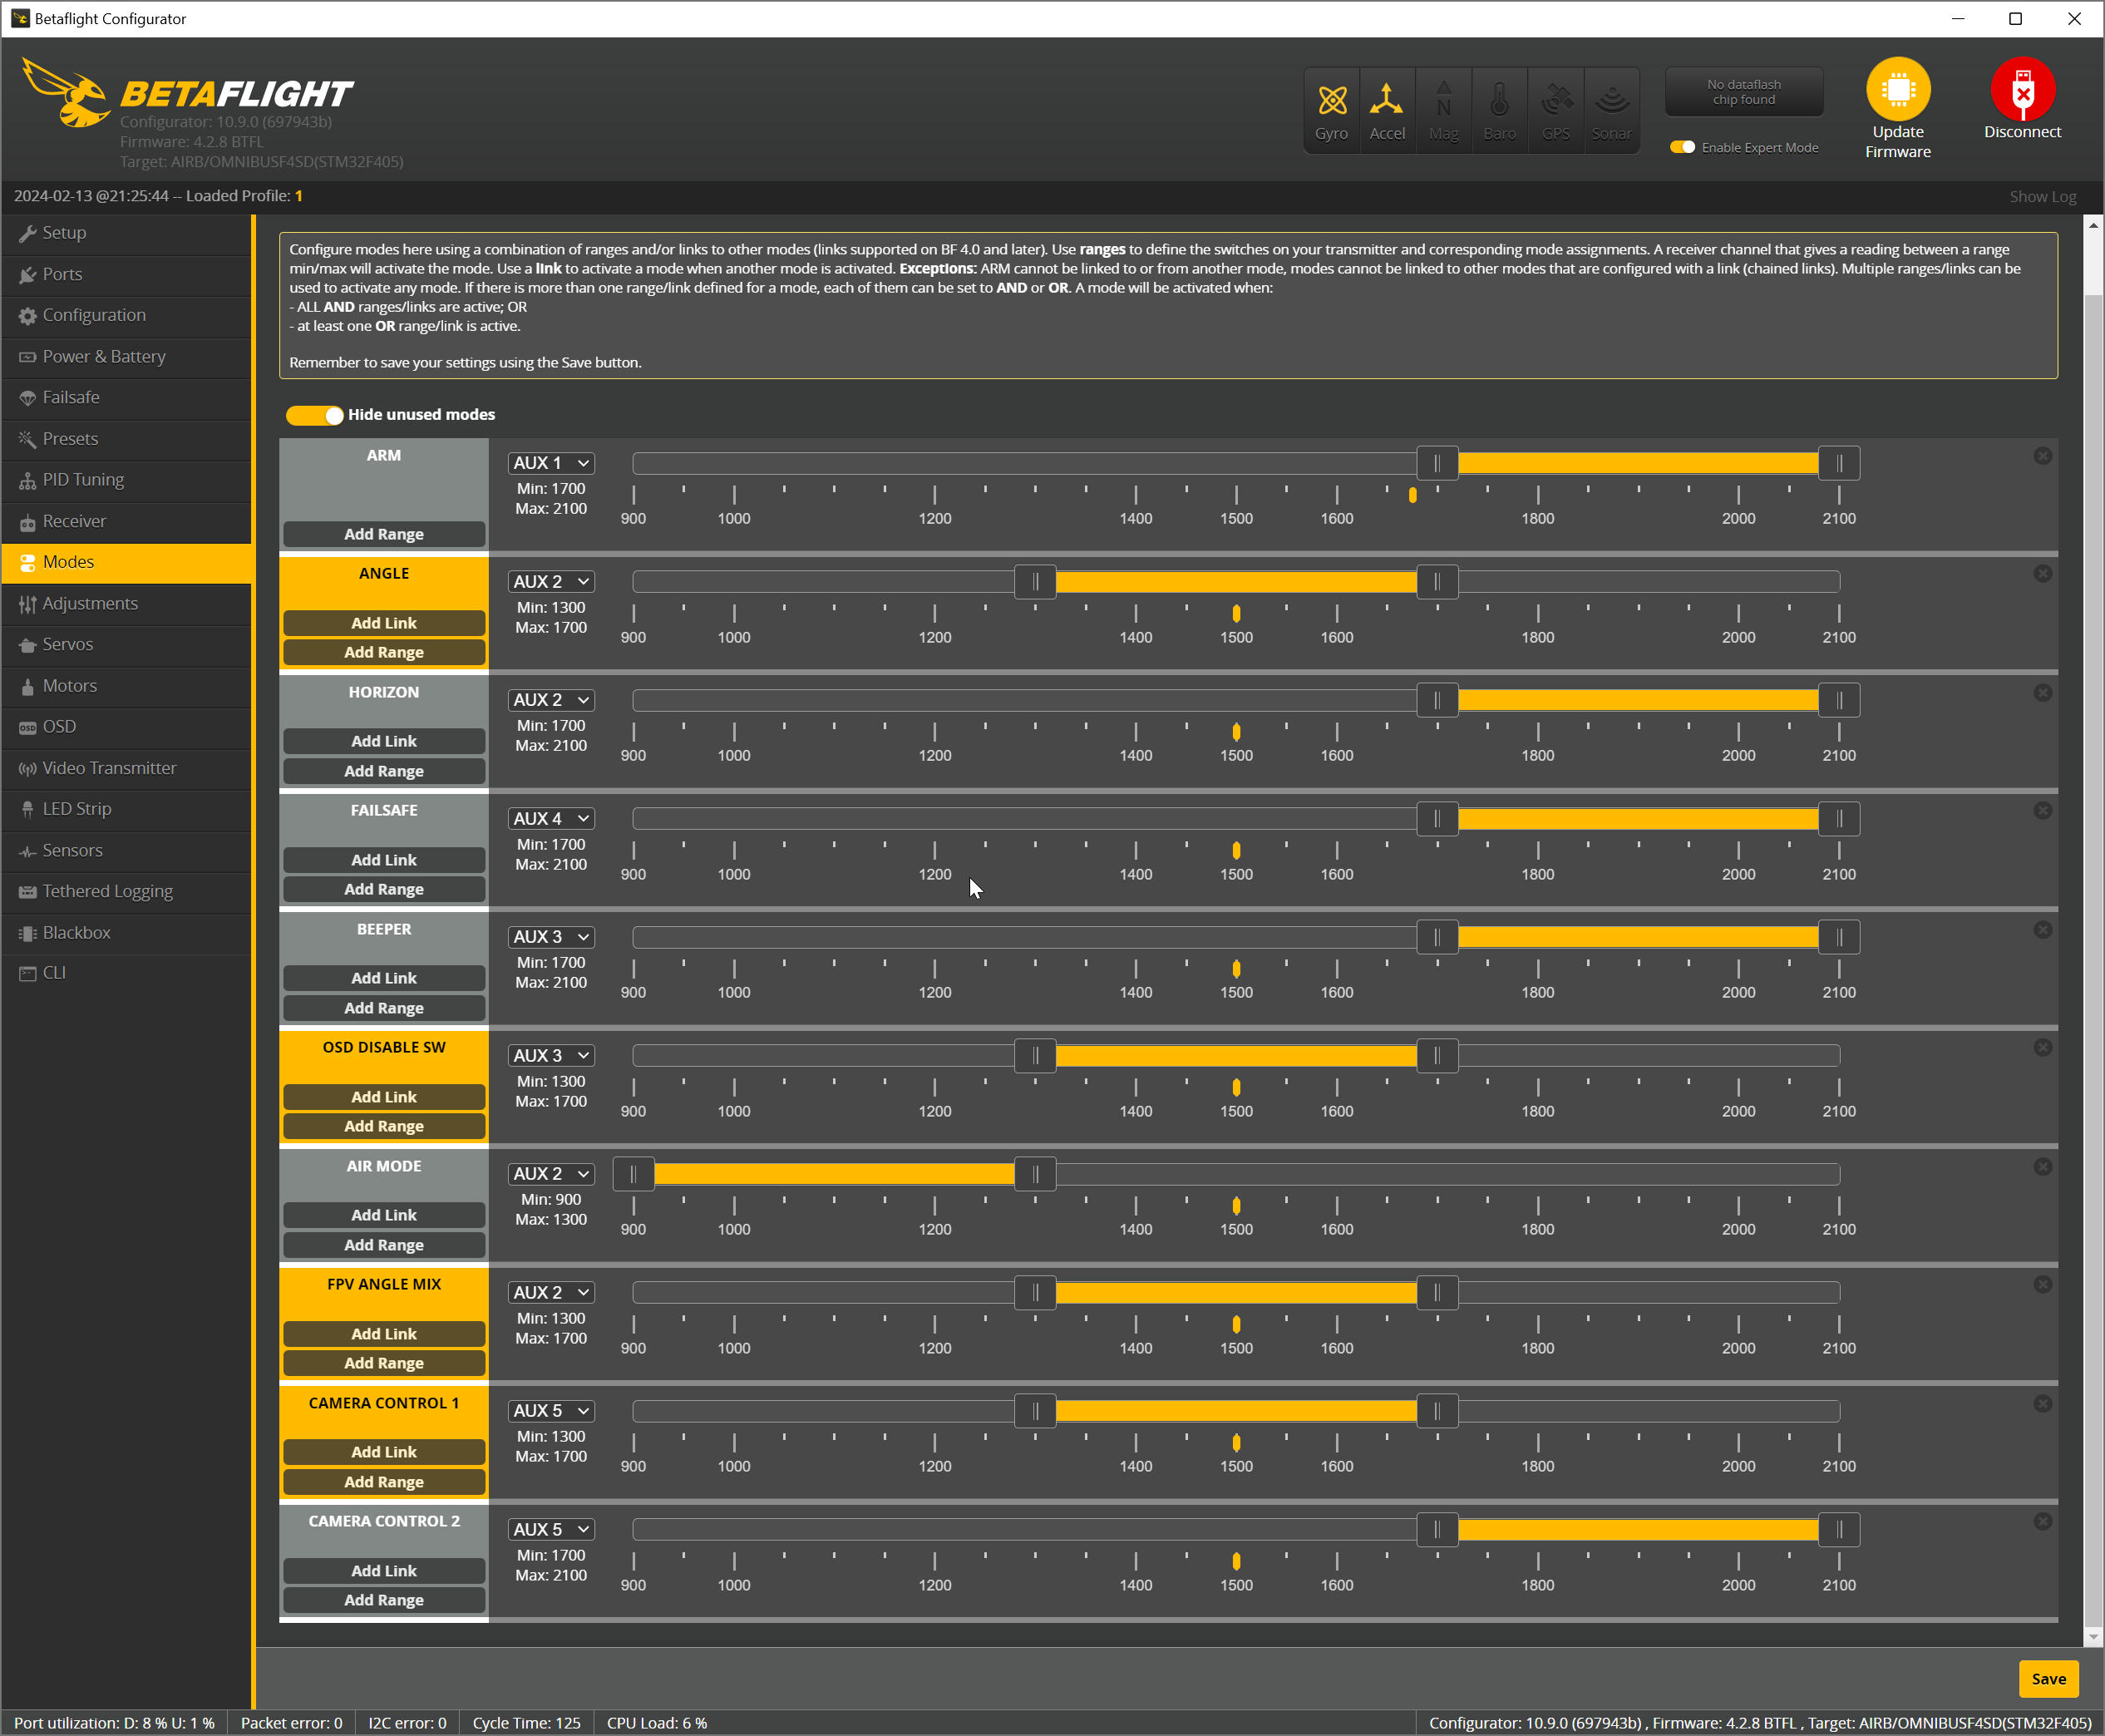 Betaflight Configurator
BETAFLIGHT
Configurator: 10.9.0 (697943b)
Firmware: 4.2.8 BTFL
Target: AIRB/OMNIBUSF4SD(STM32F405)
Gyro Accel Mag Baro GPS Sonar
No dataflash
chip found
Enable Expert Mode
Update
Firmware
Disconnect
2024-02-13 @21:25:44 -- Loaded Profile: 1
Show Log
Setup
Ports
Configuration
Power & Battery
Failsafe
Presets
PID Tuning
Receiver
Modes
Adjustments
Servos
Motors
OSD
Video Transmitter
LED Strip
Sensors
Tethered Logging
Blackbox
CLI
Configure modes here using a combination of ranges and/or links to other modes (links supported on BF 4.0 and later). Use ranges to define the switches on your transmitter and corresponding mode assignments. A receiver channel that gives a reading between a range
min/max will activate the mode. Use a link to activate a mode when another mode is activated. Exceptions: ARM cannot be linked to or from another mode, modes cannot be linked to other modes that are configured with a link (chained links). Multiple ranges/links can be
used to activate any mode. If there is more than one range/link defined for a mode, each of them can be set to AND or OR. A mode will be activated when:
- ALL AND ranges/links are active; OR
- at least one OR range/link is active.
Remember to save your settings using the Save button.
Hide unused modes
ARM
Add Range
AUX 1
Min: 1700
Max: 2100
900 1000 1200 1400 1500 1600 1800 2000 2100
ANGLE
Add Link
Add Range
AUX 2
Min: 1300
Max: 1700
900 1000 1200 1400 1500 1600 1800 2000 2100
HORIZON
Add Link
Add Range
AUX 2
Min: 1700
Max: 2100
900 1000 1200 1400 1500 1600 1800 2000 2100
FAILSAFE
Add Link
Add Range
AUX 4
Min: 1700
Max: 2100
900 1000 1200 1400 1500 1600 1800 2000 2100
BEEPER
Add Link
Add Range
AUX 3
Min: 1700
Max: 2100
900 1000 1200 1400 1500 1600 1800 2000 2100
OSD DISABLE SW
Add Link
Add Range
AUX 3
Min: 1300
Max: 1700
900 1000 1200 1400 1500 1600 1800 2000 2100
AIR MODE
Add Link
Add Range
AUX 2
Min: 900
Max: 1300
900 1000 1200 1400 1500 1600 1800 2000 2100
FPV ANGLE MIX
Add Link
Add Range
AUX 2
Min: 1300
Max: 1700
900 1000 1200 1400 1500 1600 1800 2000 2100
CAMERA CONTROL 1
Add Link
Add Range
AUX 5
Min: 1300
Max: 1700
900 1000 1200 1400 1500 1600 1800 2000 2100
CAMERA CONTROL 2
Add Link
Add Range
AUX 5
Min: 1700
Max: 2100
900 1000 1200 1400 1500 1600 1800 2000 2100
Save
Port utilization: D: 8 % U: 1 % Packet error: 0 I2C error: 0 Cycle Time: 125 CPU Load: 6 %
Configurator: 10.9.0 (697943b) , Firmware: 4.2.8 BTFL , Target: AIRB/OMNIBUSF4SD(STM32F405)